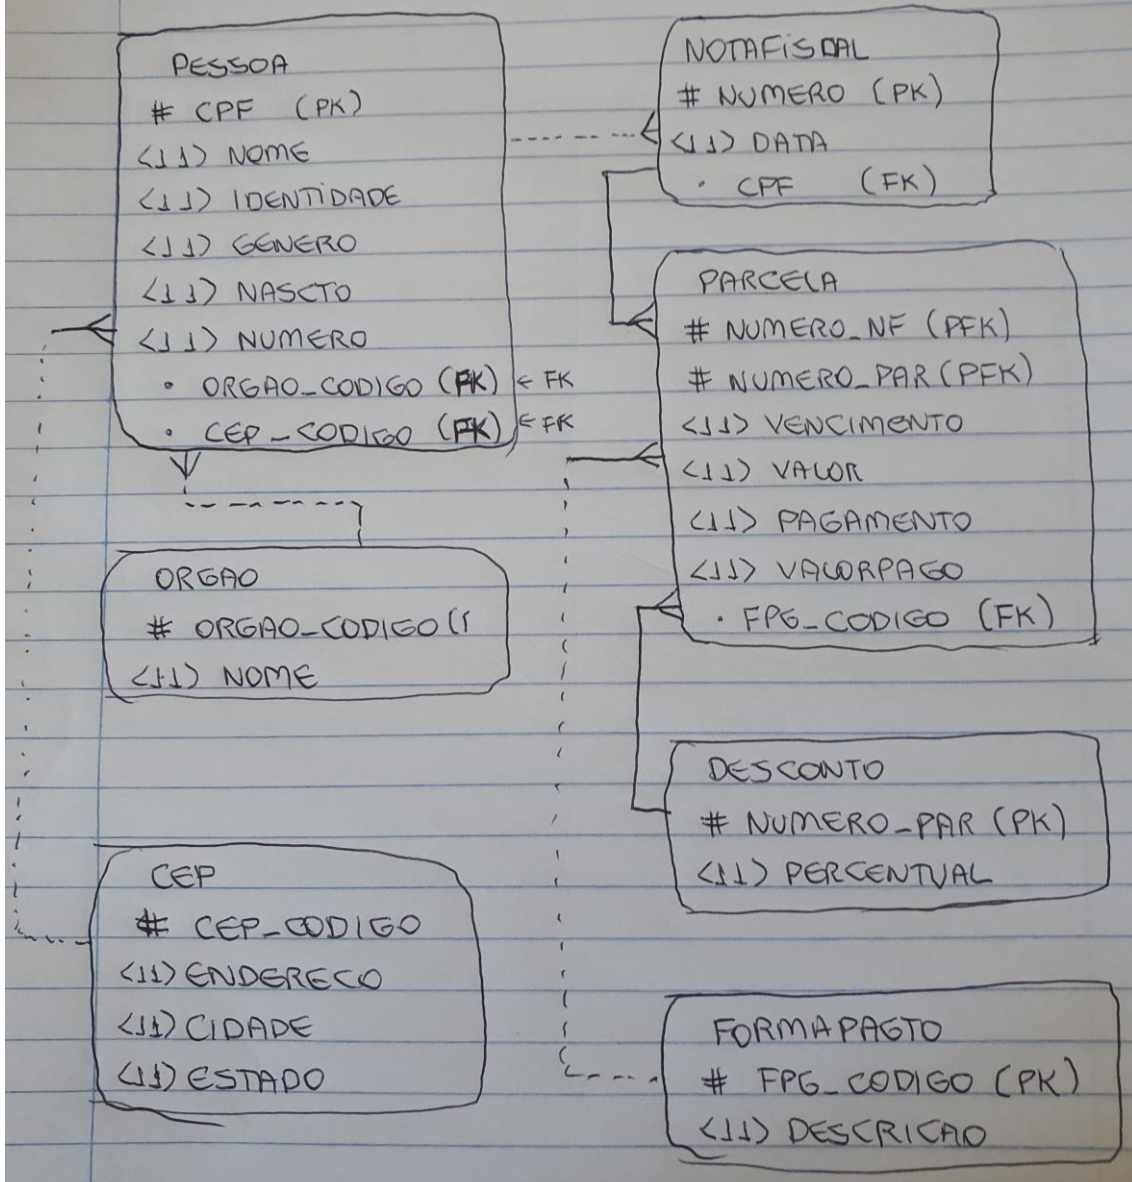 PESSOA
# CPF (PK)
<11> NOME
<11> IDENTIDADE
<11> GENERO
<11> NASCTO
<11> NUMERO
• ORGAO_CODIGO (FK) ← FK
• CEP_CODIGO (FK) ← FK
ORGAO
# ORGAO_CODIGO (
<11> NOME
CEP
# CEP_CODIGO
<11> ENDERECO
<11> CIDADE
<11> ESTADO
NOTAFISCAL
# NUMERO (PK)
<11> DATA
• CPF (FK)
PARCELA
# NUMERO_NF (PFK)
# NUMERO_PAR (PFK)
<11> VENCIMENTO
<11> VALOR
<11> PAGAMENTO
<11> VALORPAGO
• FPG_CODIGO (FK)
DESCONTO
# NUMERO_PAR (PK)
<11> PERCENTUAL
FORMAPAGTO
# FPG_CODIGO (PK)
<11> DESCRICAO